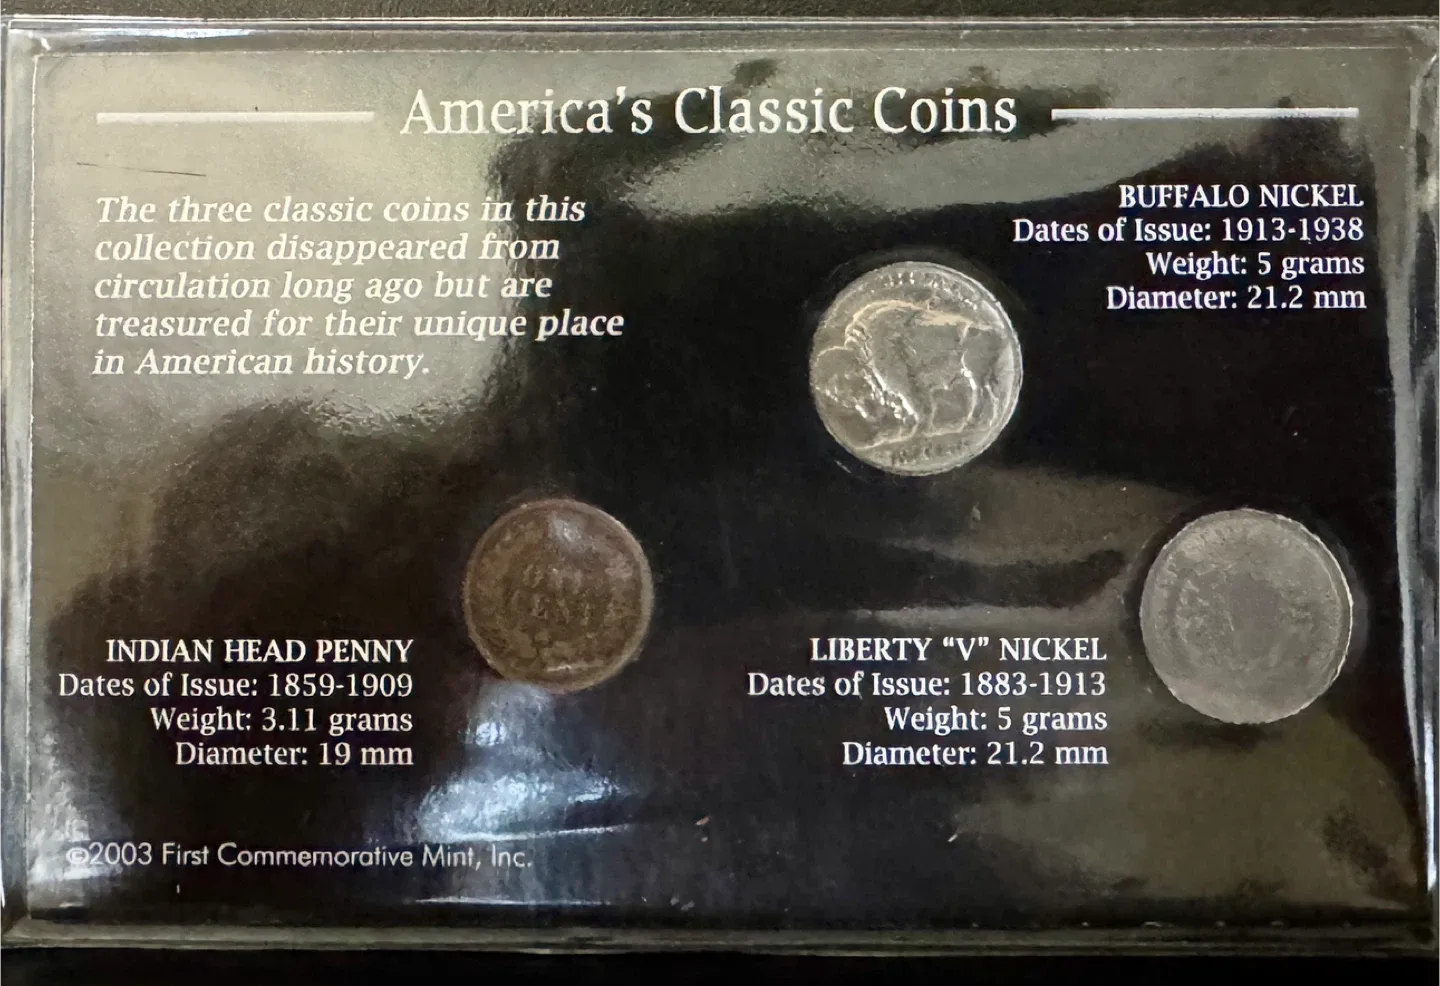 America's Classic Coins
The three classic coins in this
collection disappeared from
circulation long ago but are
treasured for their unique place
in American history.
BUFFALO NICKEL
Dates of Issue: 1913-1938
Weight: 5 grams
Diameter: 21.2 mm
INDIAN HEAD PENNY
Dates of Issue: 1859-1909
Weight: 3.11 grams
Diameter: 19 mm
ONE
CENT
LIBERTY “V” NICKEL
Dates of Issue: 1883-1913
Weight: 5 grams
Diameter: 21.2 mm
©2003 First Commemorative Mint, Inc.